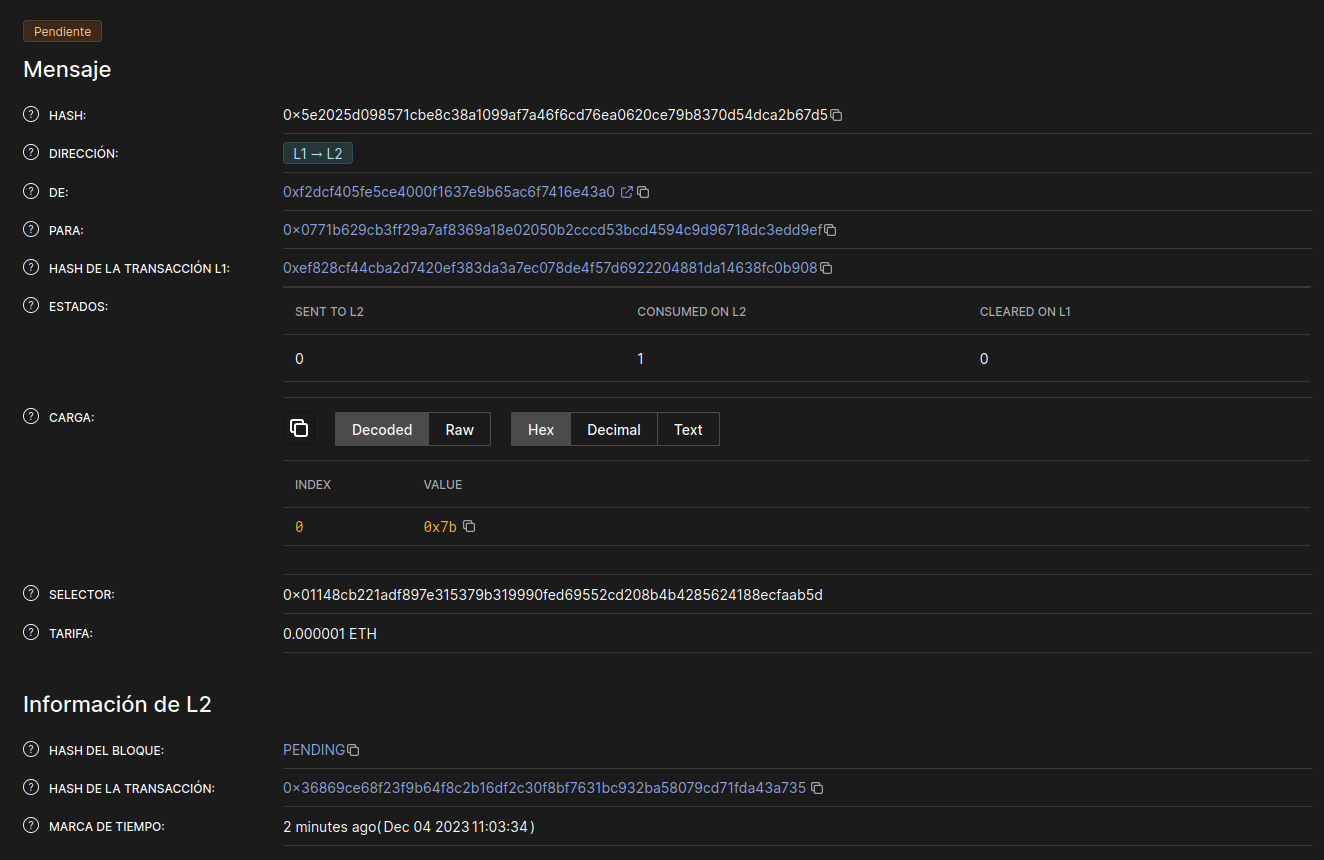 Pendiente
Mensaje
HASH: 0x5e2025d098571cbe8c38a1099af7a46f6cd76ea0620ce79b8370d54dca2b67d5
DIRECCIÓN: L1 → L2
DE: 0xf2dcf405fe5ce4000f1637e9b65ac6f7416e43a0
PARA: 0x0771b629cb3ff29a7af8369a18e02050b2cccd53bcd4594c9d96718dc3edd9ef
HASH DE LA TRANSACCIÓN L1: 0xef828cf44cba2d7420ef383da3a7ec078de4f57d6922204881da14638fc0b908
ESTADOS: SENT TO L2 CONSUMED ON L2 CLEARED ON L1
0 1 0
CARGA: Decoded Raw Hex Decimal Text
INDEX VALUE
0 0x7b
SELECTOR: 0x01148cb221adf897e315379b319990fed69552cd208b4b4285624188ecfaab5d
TARIFA: 0.000001 ETH
Información de L2
HASH DEL BLOQUE: PENDING
HASH DE LA TRANSACCIÓN: 0x36869ce68f23f9b64f8c2b16df2c30f8bf7631bc932ba58079cd71fda43a735
MARCA DE TIEMPO: 2 minutes ago( Dec 04 2023 11:03:34 )